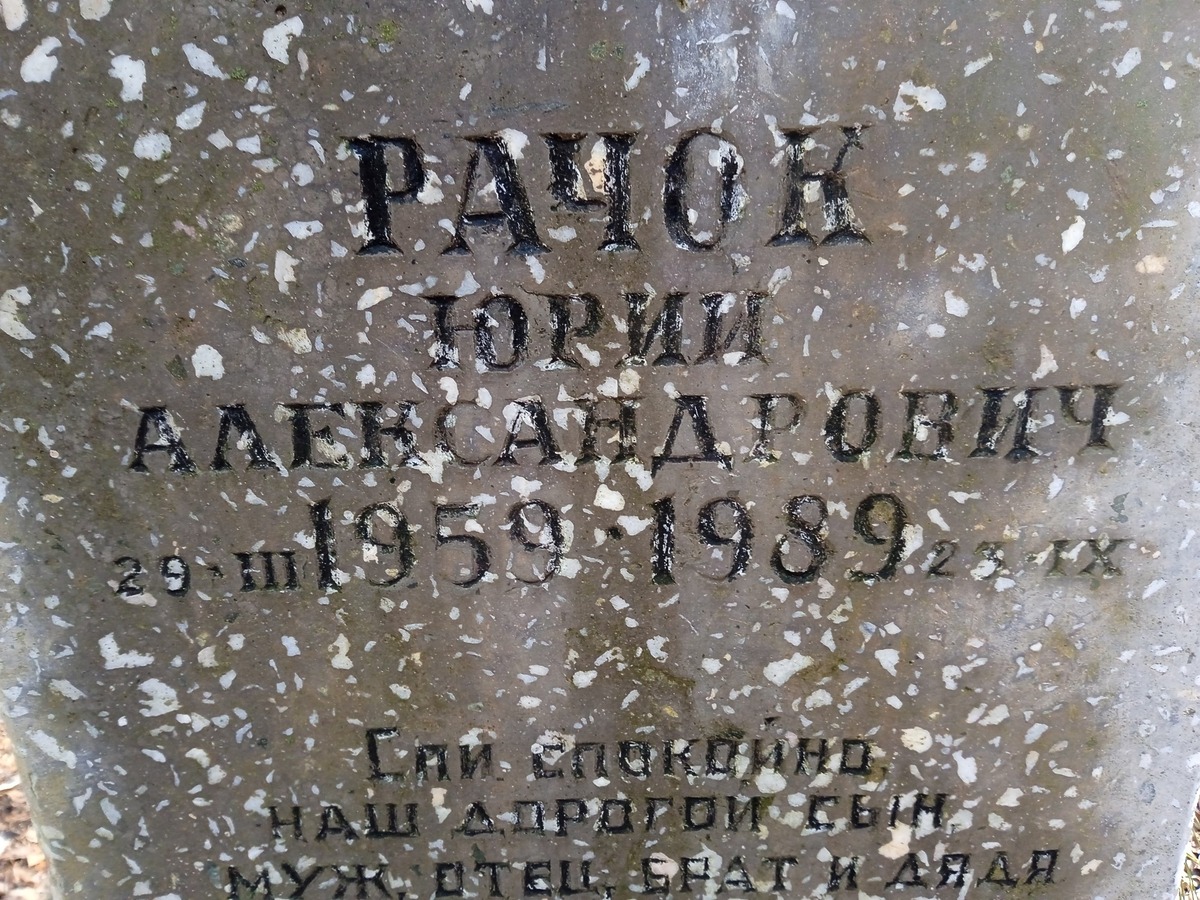 РАЧОК
ЮРИЙ
АЛЕКСАНДРОВИЧ
29·III 1959·1989 23·IX
Спи спокойно,
НАШ ДОРОГОЙ СЫН,
МУЖ, ОТЕЦ, БРАТ И ДЯДЯ